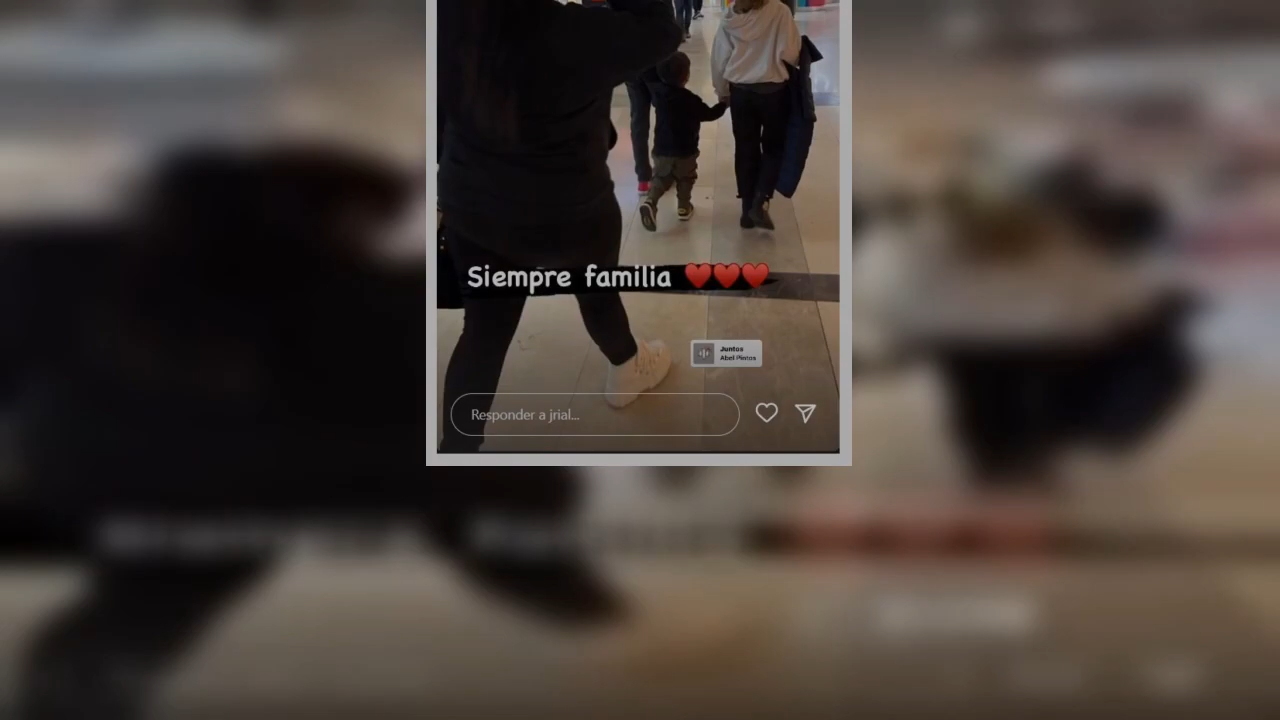 Siempre familia ❤️❤️❤️
Juntos
Abel Pintos
Responder a jrial...